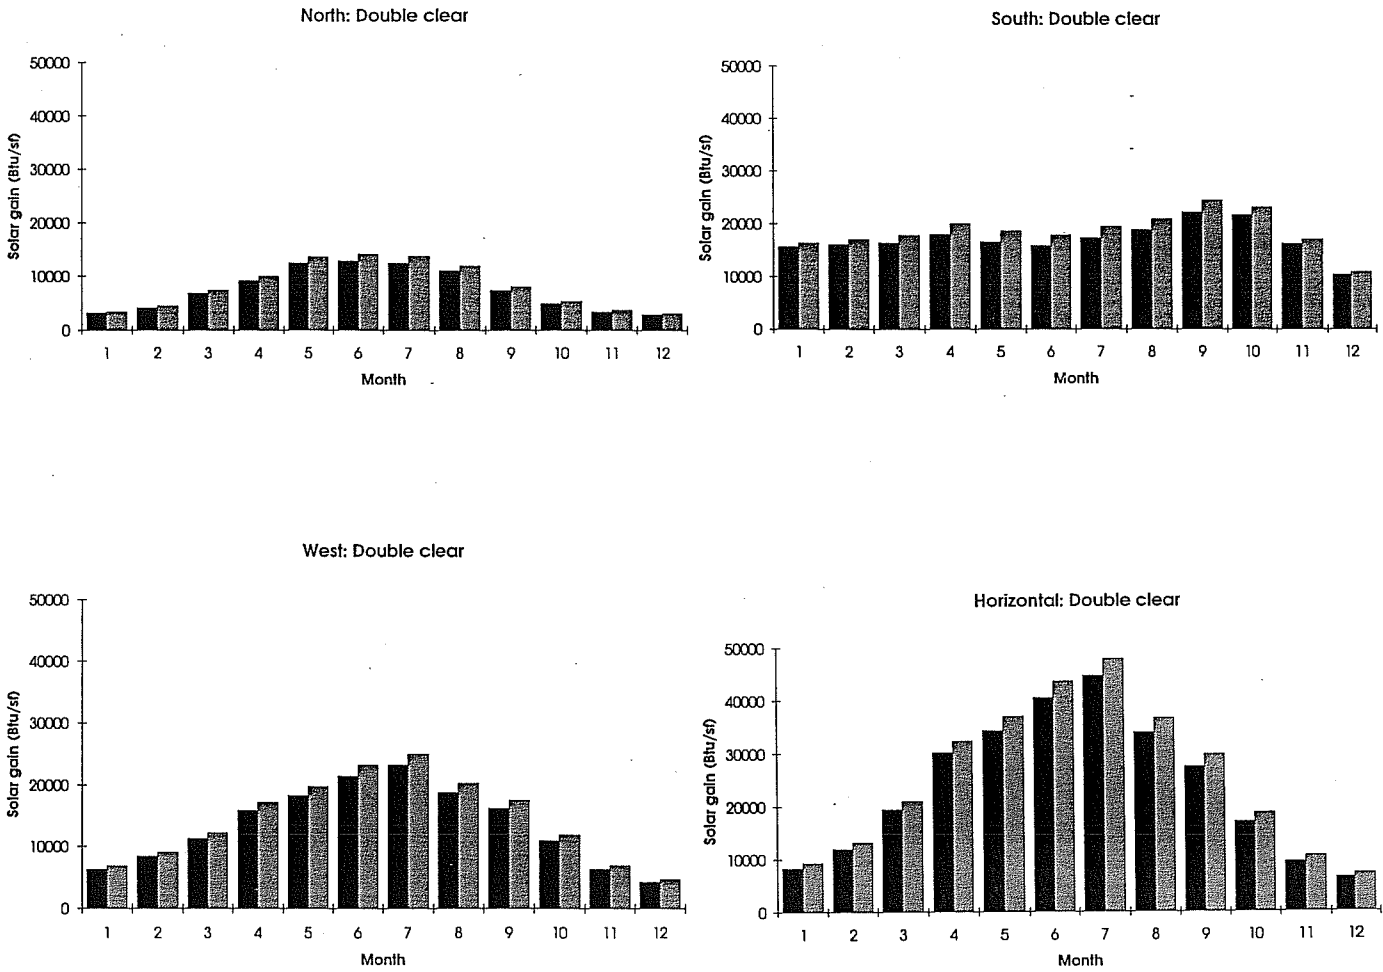 North: Double clear
50000
40000
30000
20000
10000
0
Solar gain (Btu/sf)
1 2 3 4 5 6 7 8 9 10 11 12
Month
South: Double clear
50000
40000
30000
20000
10000
0
Solar gain (Btu/sf)
1 2 3 4 5 6 7 8 9 10 11 12
Month
West: Double clear
50000
40000
30000
20000
10000
0
Solar gain (Btu/sf)
1 2 3 4 5 6 7 8 9 10 11 12
Month
Horizontal: Double clear
50000
40000
30000
20000
10000
0
Solar gain (Btu/sf)
1 2 3 4 5 6 7 8 9 10 11 12
Month